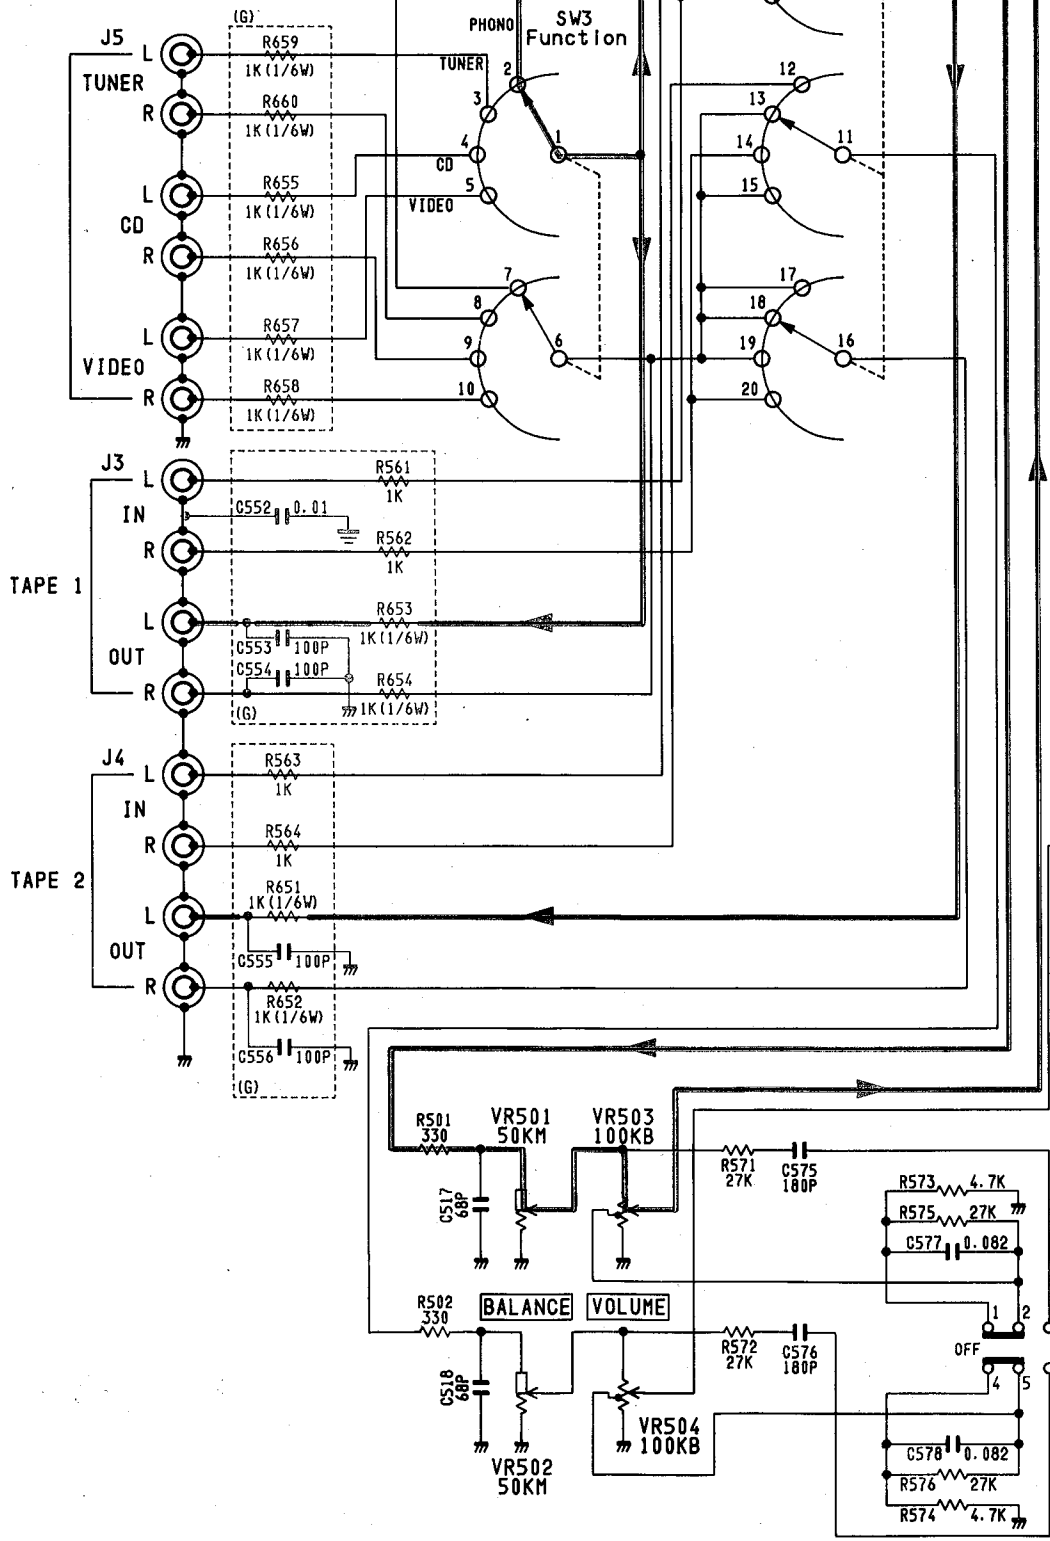 (G)
J5
L
R659
1K(1/6W)
TUNER
R
R660
1K(1/6W)
L
R655
1K(1/6W)
CD
R
R656
1K(1/6W)
L
R657
1K(1/6W)
VIDEO
R
R658
1K(1/6W)
PHONO
SW3
Function
TUNER
2
3
4
CD
1
5
VIDEO
7
8
9
6
10
12
13
14
11
15
17
18
19
16
20
J3
L
R561
1K
IN
C552
0.01
R
R562
1K
TAPE 1
L
R653
1K(1/6W)
C553
100P
OUT
C554
100P
R
R654
1K(1/6W)
(G)
J4
L
R563
1K
IN
R
R564
1K
TAPE 2
R651
1K(1/6W)
L
OUT
C555
100P
R
R652
1K(1/6W)
C556
100P
(G)
R501
330
VR501
50KM
VR503
100KB
C517
68P
R571
27K
C575
180P
R573
4.7K
R575
27K
C577
0.082
R502
330
BALANCE
VOLUME
1
2
OFF
4
5
C518
68P
R572
27K
C576
180P
VR504
100KB
VR502
50KM
C578
0.082
R576
27K
R574
4.7K